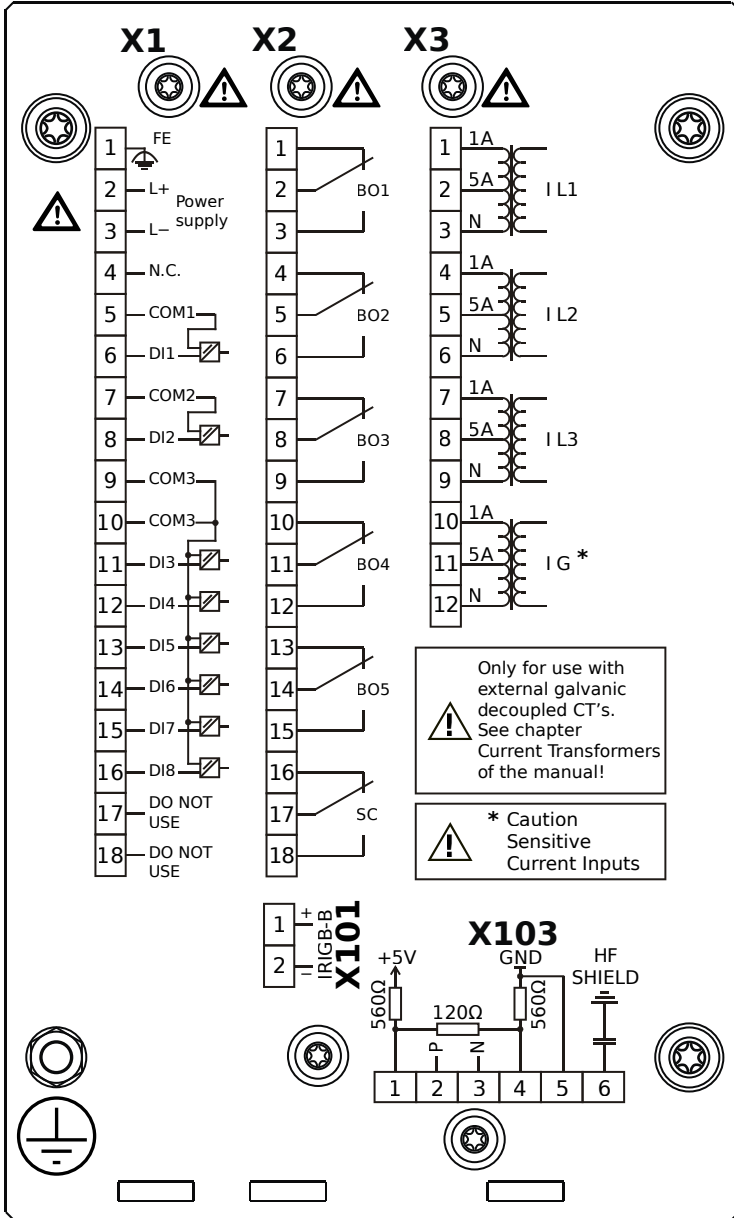 X1
X2
X3
1 FE
2 L+
Power
supply
3 L−
4 N.C.
5 COM1
6 DI1
7 COM2
8 DI2
9 COM3
10 COM3
11 DI3
12 DI4
13 DI5
14 DI6
15 DI7
16 DI8
17 DO NOT
USE
18 DO NOT
USE
1
2 BO1
3
4
5 BO2
6
7
8 BO3
9
10
11 BO4
12
13
14 BO5
15
16
17 SC
18
1 1A
2 5A I L1
3 N
4 1A
5 5A I L2
6 N
7 1A
8 5A I L3
9 N
10 1A
11 5A I G *
12 N
Only for use with
external galvanic
decoupled CT's.
See chapter
Current Transformers
of the manual!
* Caution
Sensitive
Current Inputs
1 +
2 −
IRIGB-B
X101
X103
+5V
GND
HF
SHIELD
560Ω
120Ω
560Ω
P
N
1 2 3 4 5 6